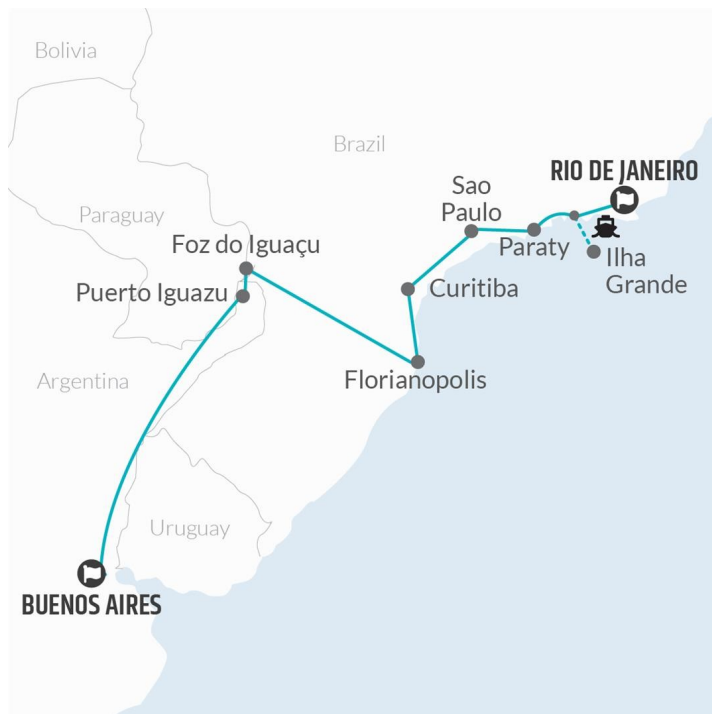 Bolivia
Brazil
RIO DE JANEIRO
Sao
Paulo
Paraguay
Foz do Iguaçu
Paraty
Ilha
Grande
Puerto Iguazu
Curitiba
Argentina
Florianopolis
Uruguay
BUENOS AIRES